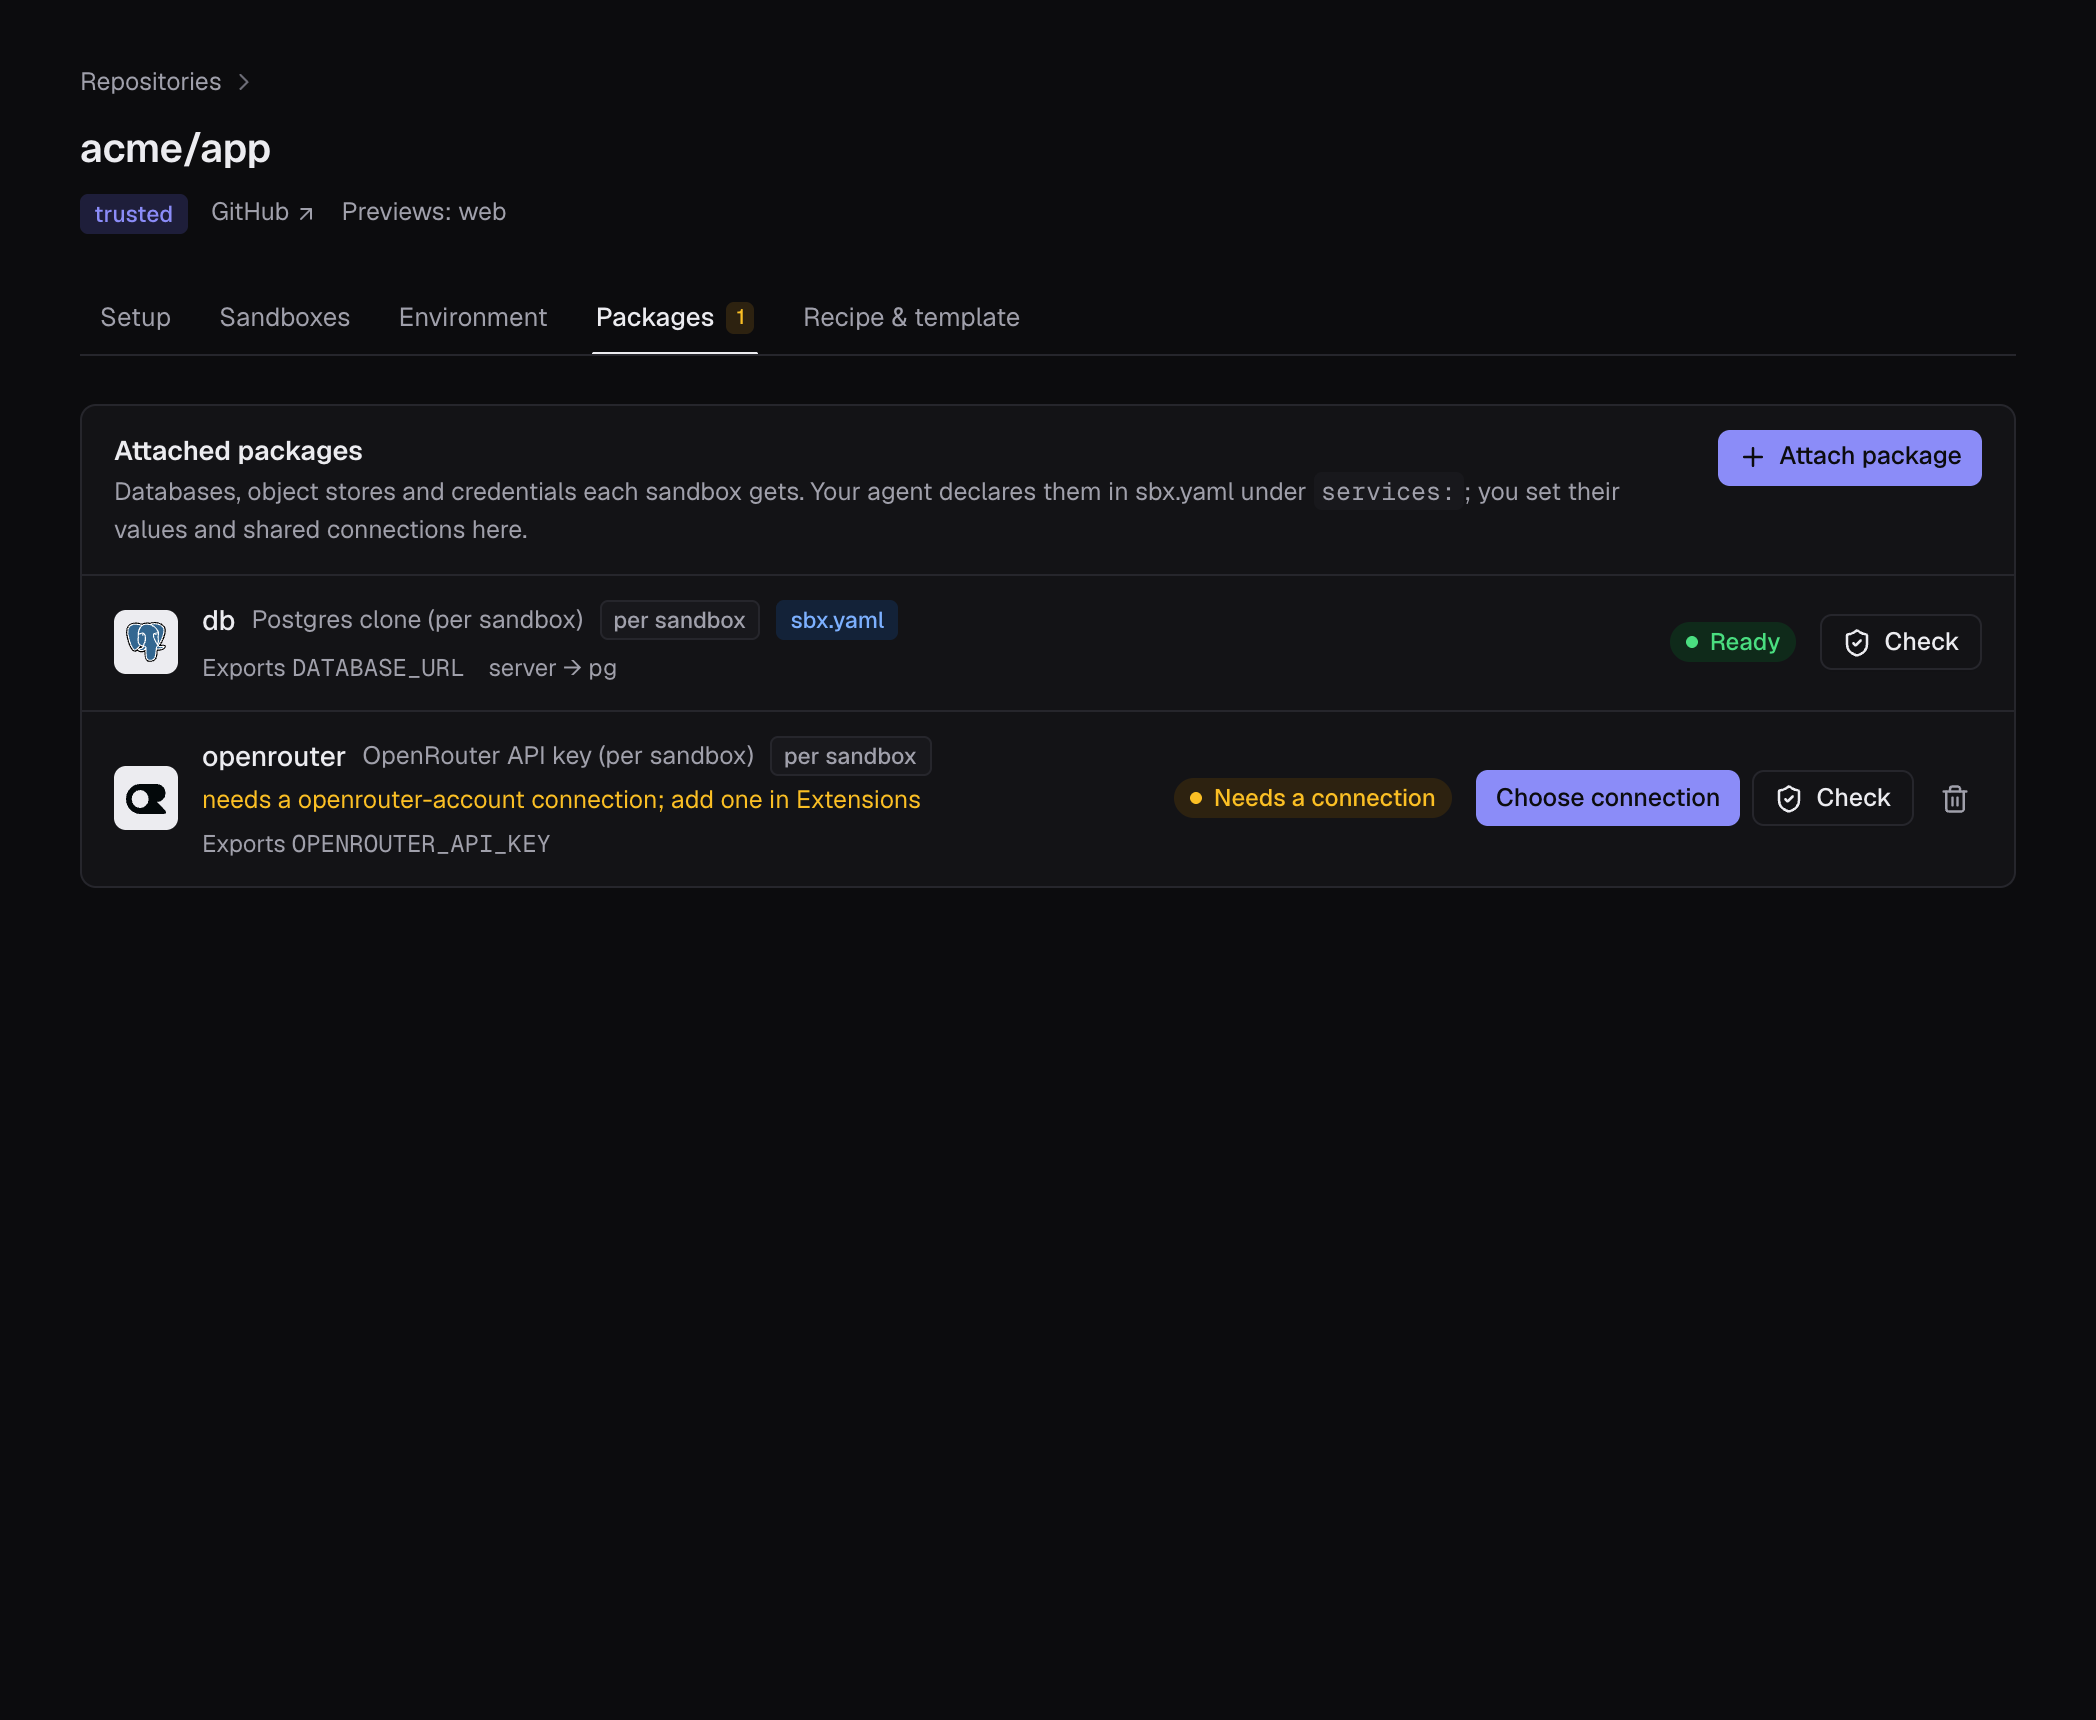 Repositories
acme/app
trusted GitHub ↗ Previews: web
Setup Sandboxes Environment Packages 1 Recipe & template
Attached packages
+ Attach package
Databases, object stores and credentials each sandbox gets. Your agent declares them in sbx.yaml under services: ; you set their
values and shared connections here.
db Postgres clone (per sandbox) per sandbox sbx.yaml
Exports DATABASE_URL server → pg
Ready Check
openrouter OpenRouter API key (per sandbox) per sandbox
needs a openrouter-account connection; add one in Extensions
Exports OPENROUTER_API_KEY
Needs a connection Choose connection Check